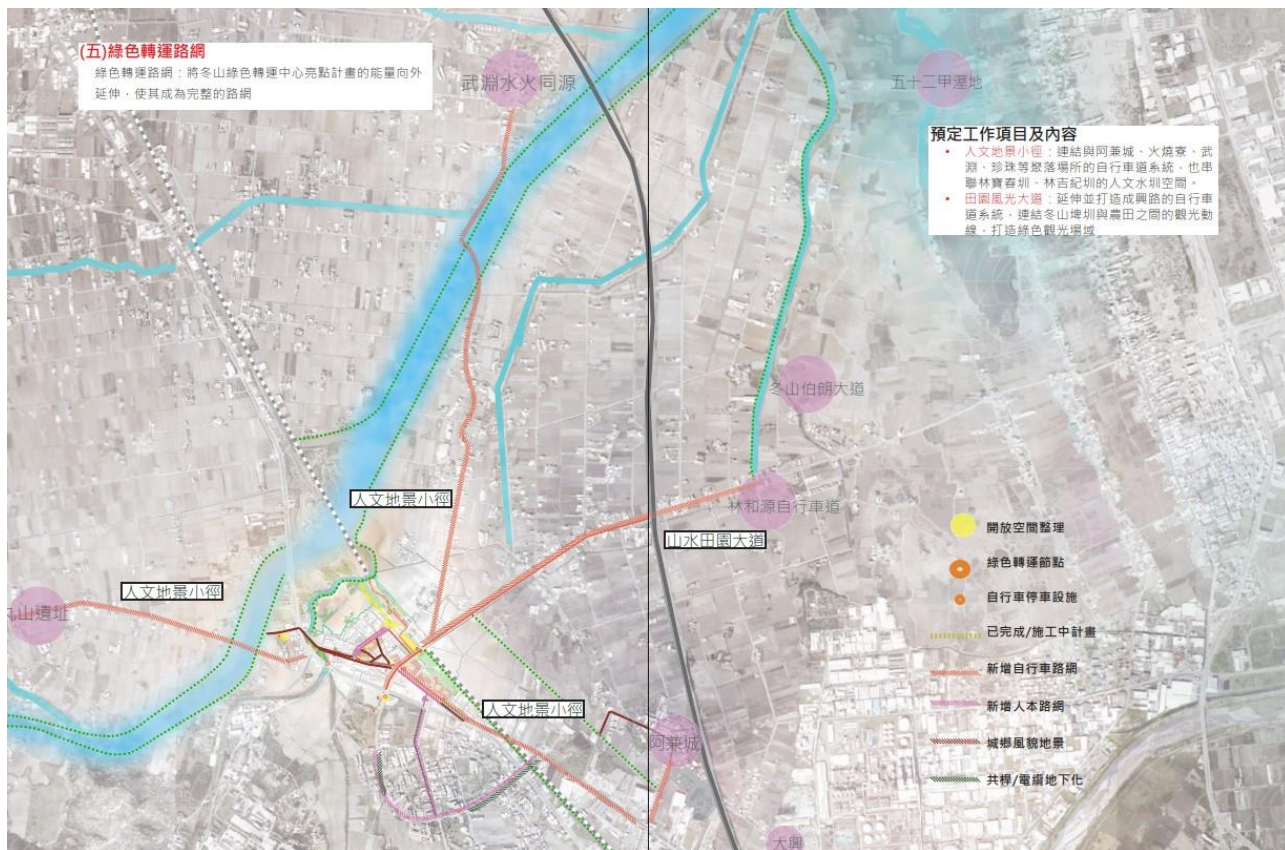 (五)綠色轉運路網
綠色轉運路網：將冬山綠色轉運中心亮點計畫的能量向外
延伸，使其成為完整的路網
武淵水火同源
五十二甲溼地
預定工作項目及內容
• 人文地景小徑：連結與阿兼城、火燒寮、武
淵、珍珠等聚落場所的自行車道系統，也串
聯林寶春圳、林吉紀圳的人文水圳空間。
• 田園風光大道：延伸並打造成興路的自行車
道系統，連結冬山埤圳與農田之間的觀光動
線，打造綠色觀光場域
冬山伯朗大道
人文地景小徑
林和源自行車道
山水田園大道
人文地景小徑
丸山遺址
人文地景小徑
阿兼城
大興
開放空間整理
綠色轉運節點
自行車停車設施
已完成/施工中計畫
新增自行車路網
新增人本路網
城鄉風貌地景
共桿/電纜地下化